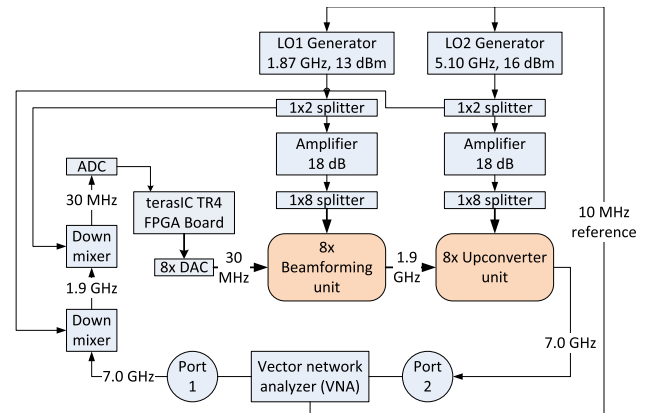 LO1 Generator
1.87 GHz, 13 dBm
LO2 Generator
5.10 GHz, 16 dBm
1x2 splitter
1x2 splitter
Amplifier
18 dB
Amplifier
18 dB
ADC
30 MHz
terasIC TR4
FPGA Board
1x8 splitter
1x8 splitter
10 MHz
reference
Down
mixer
8x DAC
30
MHz
8x
Beamforming
unit
1.9
GHz
8x Upconverter
unit
1.9 GHz
Down
mixer
7.0 GHz
7.0 GHz
Port
1
Vector network
analyzer (VNA)
Port
2